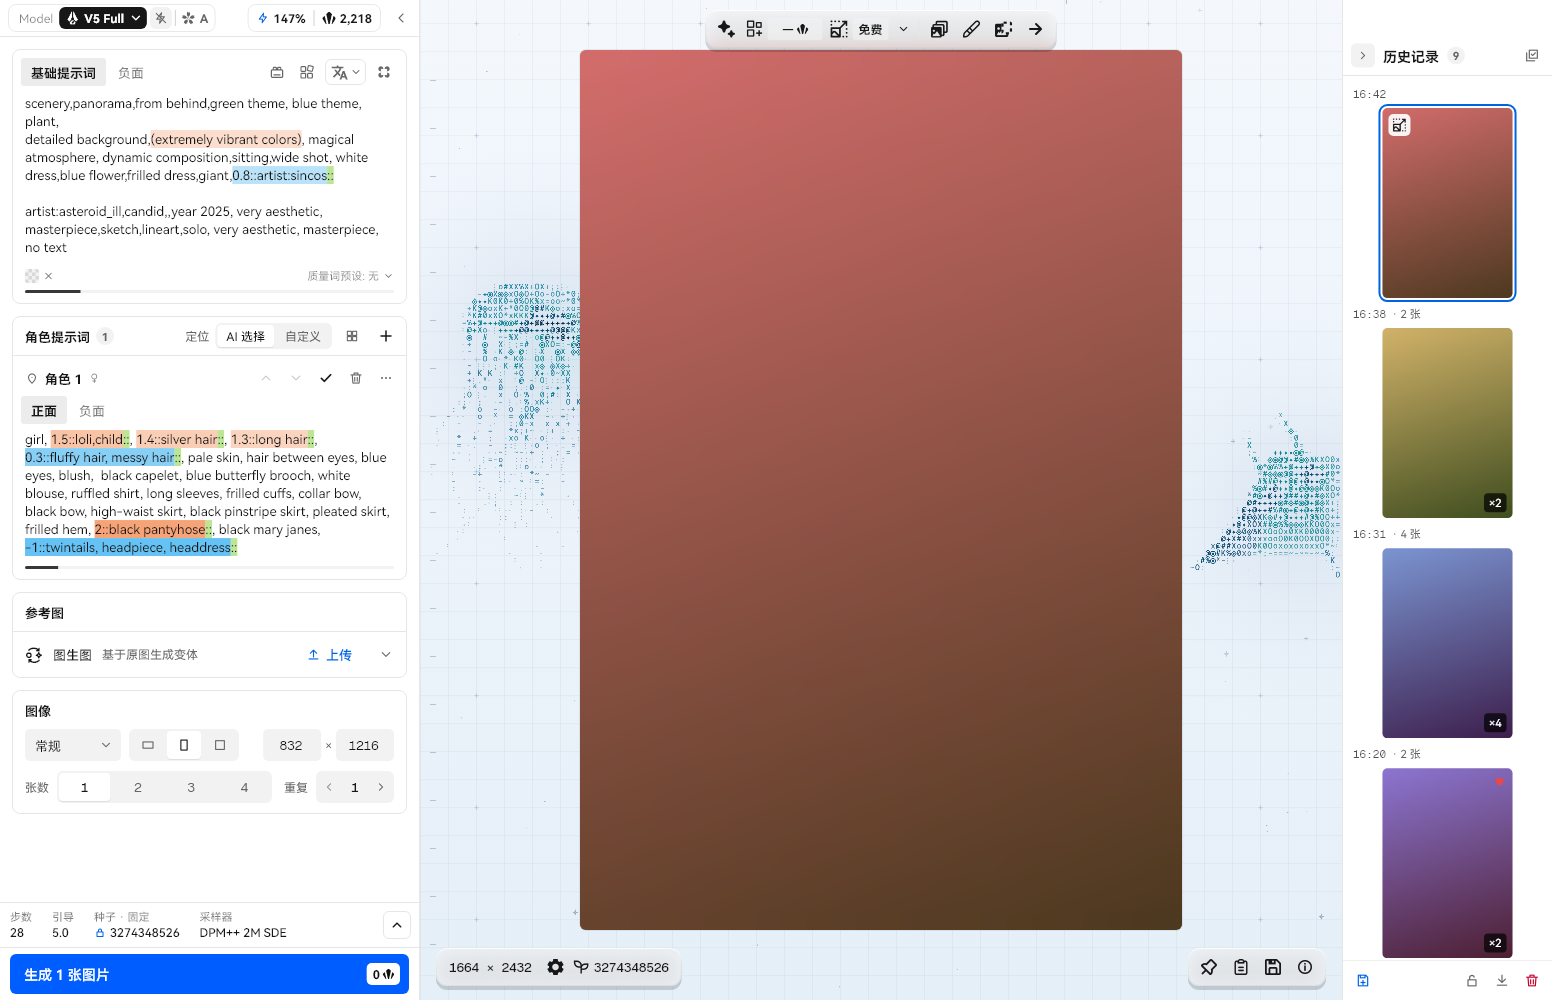 Model V5 Full A 147% 2,218
基础提示词 负面
scenery,panorama,from behind,green theme, blue theme,
plant,
detailed background,(extremely vibrant colors), magical
atmosphere, dynamic composition,sitting,wide shot, white
dress,blue flower,frilled dress,giant,0.8::artist:sincos::
artist:asteroid_ill,candid,,year 2025, very aesthetic,
masterpiece,sketch,lineart,solo, very aesthetic, masterpiece,
no text
质量词预设: 无
角色提示词 1 定位 AI 选择 自定义
角色 1
正面 负面
girl, 1.5::loli,child::, 1.4::silver hair::, 1.3::long hair::,
0.3::fluffy hair, messy hair::, pale skin, hair between eyes, blue
eyes, blush,  black capelet, blue butterfly brooch, white
blouse, ruffled shirt, long sleeves, frilled cuffs, collar bow,
black bow, high-waist skirt, black pinstripe skirt, pleated skirt,
frilled hem, 2::black pantyhose::, black mary janes,
-1::twintails, headpiece, headdress::
参考图
图生图 基于原图生成变体 上传
图像
常规 832 × 1216
张数 1 2 3 4 重复 1
步数 引导 种子 · 固定 采样器
28 5.0 3274348526 DPM++ 2M SDE
生成 1 张图片 0
免费
1664 × 2432 3274348526
历史记录 9
16:42
16:38 · 2 张
×2
16:31 · 4 张
×4
16:20 · 2 张
×2